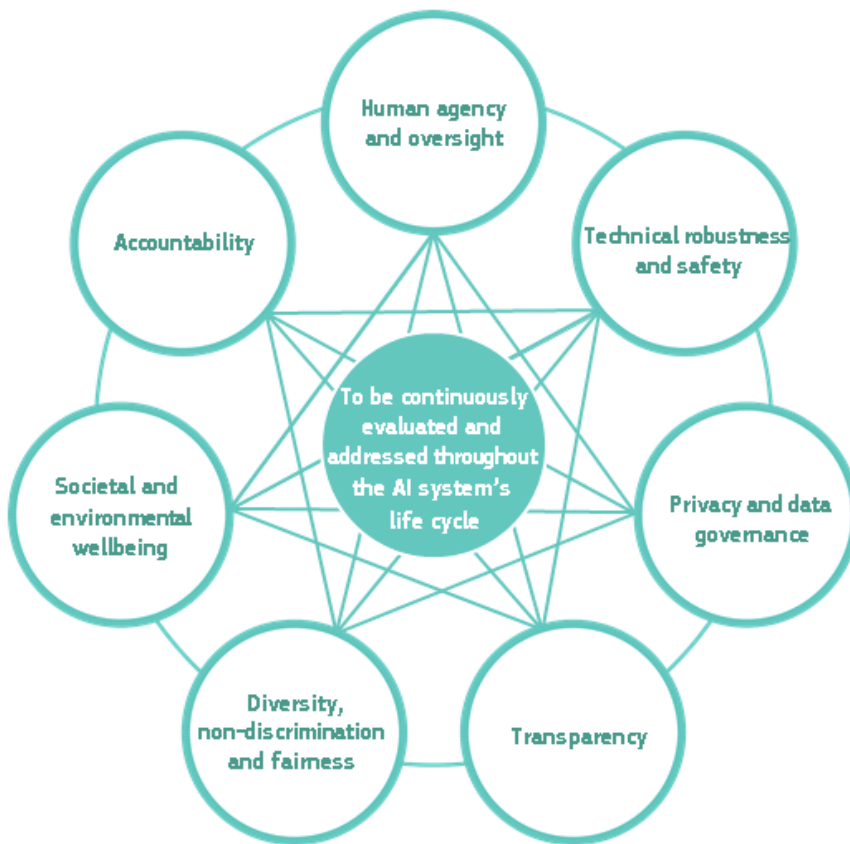 Human agency
and oversight
Technical robustness
and safety
Privacy and data
governance
Transparency
Diversity,
non-discrimination
and fairness
Societal and
environmental
wellbeing
Accountability
To be continuously
evaluated and
addressed throughout
the AI system's
life cycle